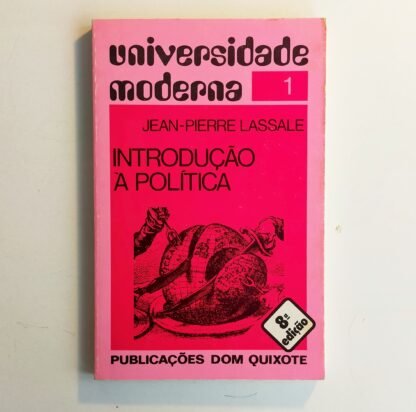 universidade
moderna 1
JEAN-PIERRE LASSALE
INTRODUÇÃO
À POLÍTICA
8ª
edição
PUBLICAÇÕES DOM QUIXOTE